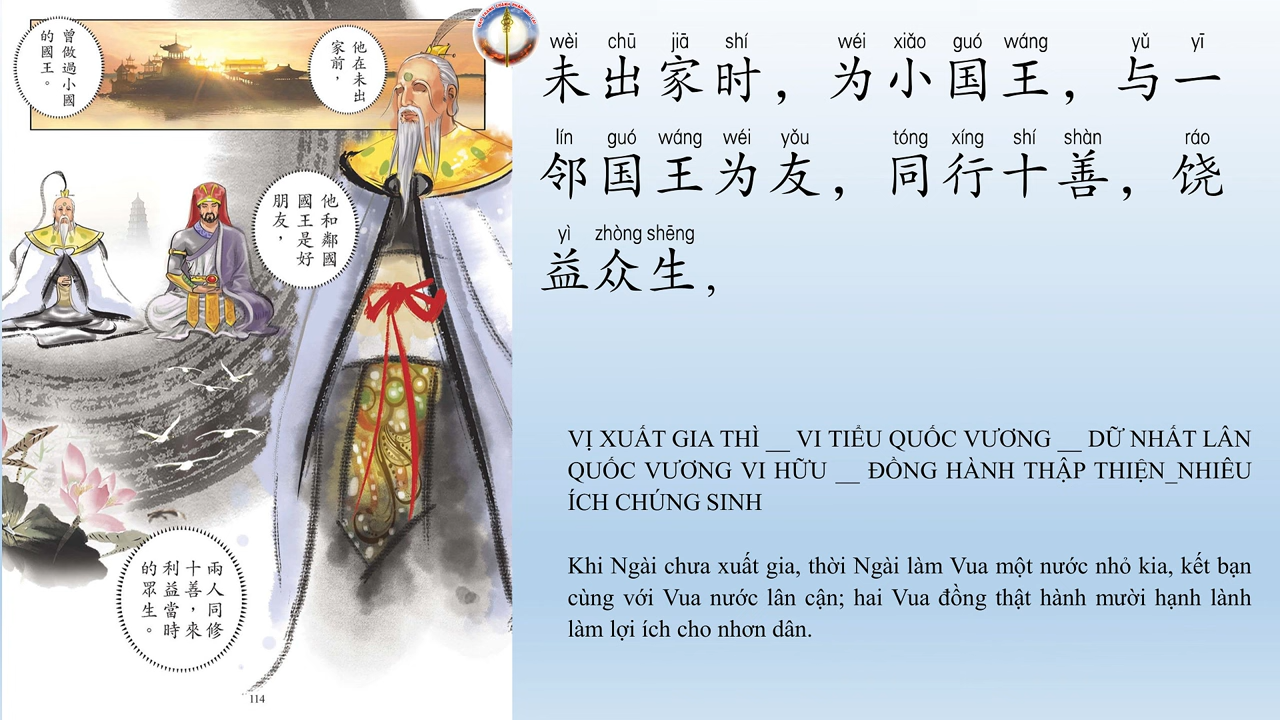 他在未出
家前，
曾做過小國
的國王。
他和鄰國
國王是好
朋友，
兩人同修
十善，來
利益當時
的眾生。
114
wèi chū jiā shí wéi xiǎo guó wáng yǔ yī
未出家时，为小国王，与一
lín guó wáng wéi yǒu tóng xíng shí shàn ráo
邻国王为友，同行十善，饶
yì zhòng shēng
益众生，
VỊ XUẤT GIA THÌ __ VI TIỂU QUỐC VƯƠNG __ DỮ NHẤT LÂN
QUỐC VƯƠNG VI HỮU __ ĐỒNG HÀNH THẬP THIỆN_NHIÊU
ÍCH CHÚNG SINH
Khi Ngài chưa xuất gia, thời Ngài làm Vua một nước nhỏ kia, kết bạn
cùng với Vua nước lân cận; hai Vua đồng thật hành mười hạnh lành
làm lợi ích cho nhơn dân.